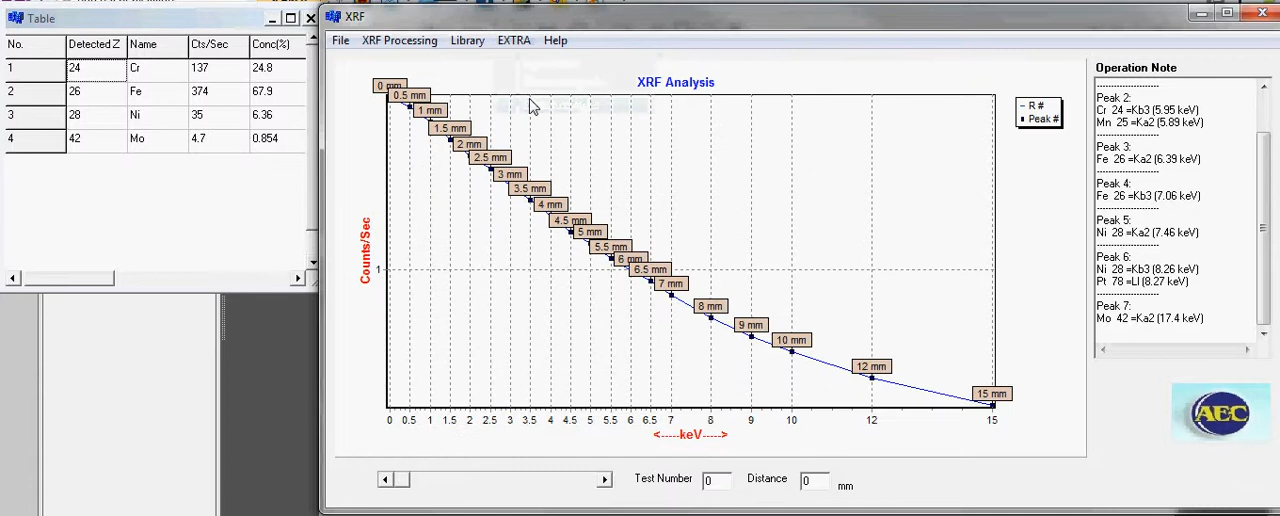 Table
No. Detected Z Name Cts/Sec Conc(%)
1 24 Cr 137 24.8
2 26 Fe 374 67.9
3 28 Ni 35 6.36
4 42 Mo 4.7 0.854
XRF
File XRF Processing Library EXTRA Help
XRF Analysis
0 mm
0.5 mm
1 mm
1.5 mm
2 mm
2.5 mm
3 mm
3.5 mm
4 mm
4.5 mm
5 mm
5.5 mm
6 mm
6.5 mm
7 mm
8 mm
9 mm
10 mm
12 mm
15 mm
Counts/Sec
1
0 0.5 1 1.5 2 2.5 3 3.5 4 4.5 5 5.5 6 6.5 7 8 9 10 12 15
<-----keV----->
R #
Peak #
Test Number 0 Distance 0 mm
Operation Note
Peak 2:
Cr 24 =Kb3 (5.95 keV)
Mn 25 =Ka2 (5.89 keV)
--------------------
Peak 3:
Fe 26 =Ka2 (6.39 keV)
--------------------
Peak 4:
Fe 26 =Kb3 (7.06 keV)
--------------------
Peak 5:
Ni 28 =Ka2 (7.46 keV)
--------------------
Peak 6:
Ni 28 =Kb3 (8.26 keV)
Pt 78 =Ll (8.27 keV)
--------------------
Peak 7:
Mo 42 =Ka2 (17.4 keV)
AEC